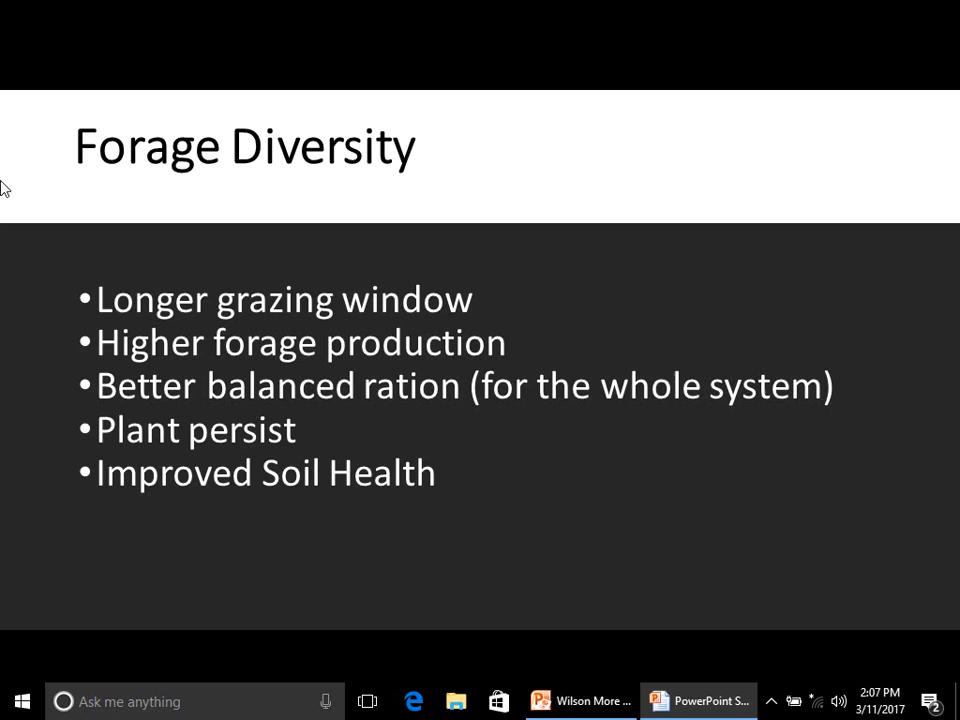 Forage Diversity
•Longer grazing window
•Higher forage production
•Better balanced ration (for the whole system)
•Plant persist
•Improved Soil Health
Ask me anything
Wilson More ...
PowerPoint S...
2:07 PM
3/11/2017
2